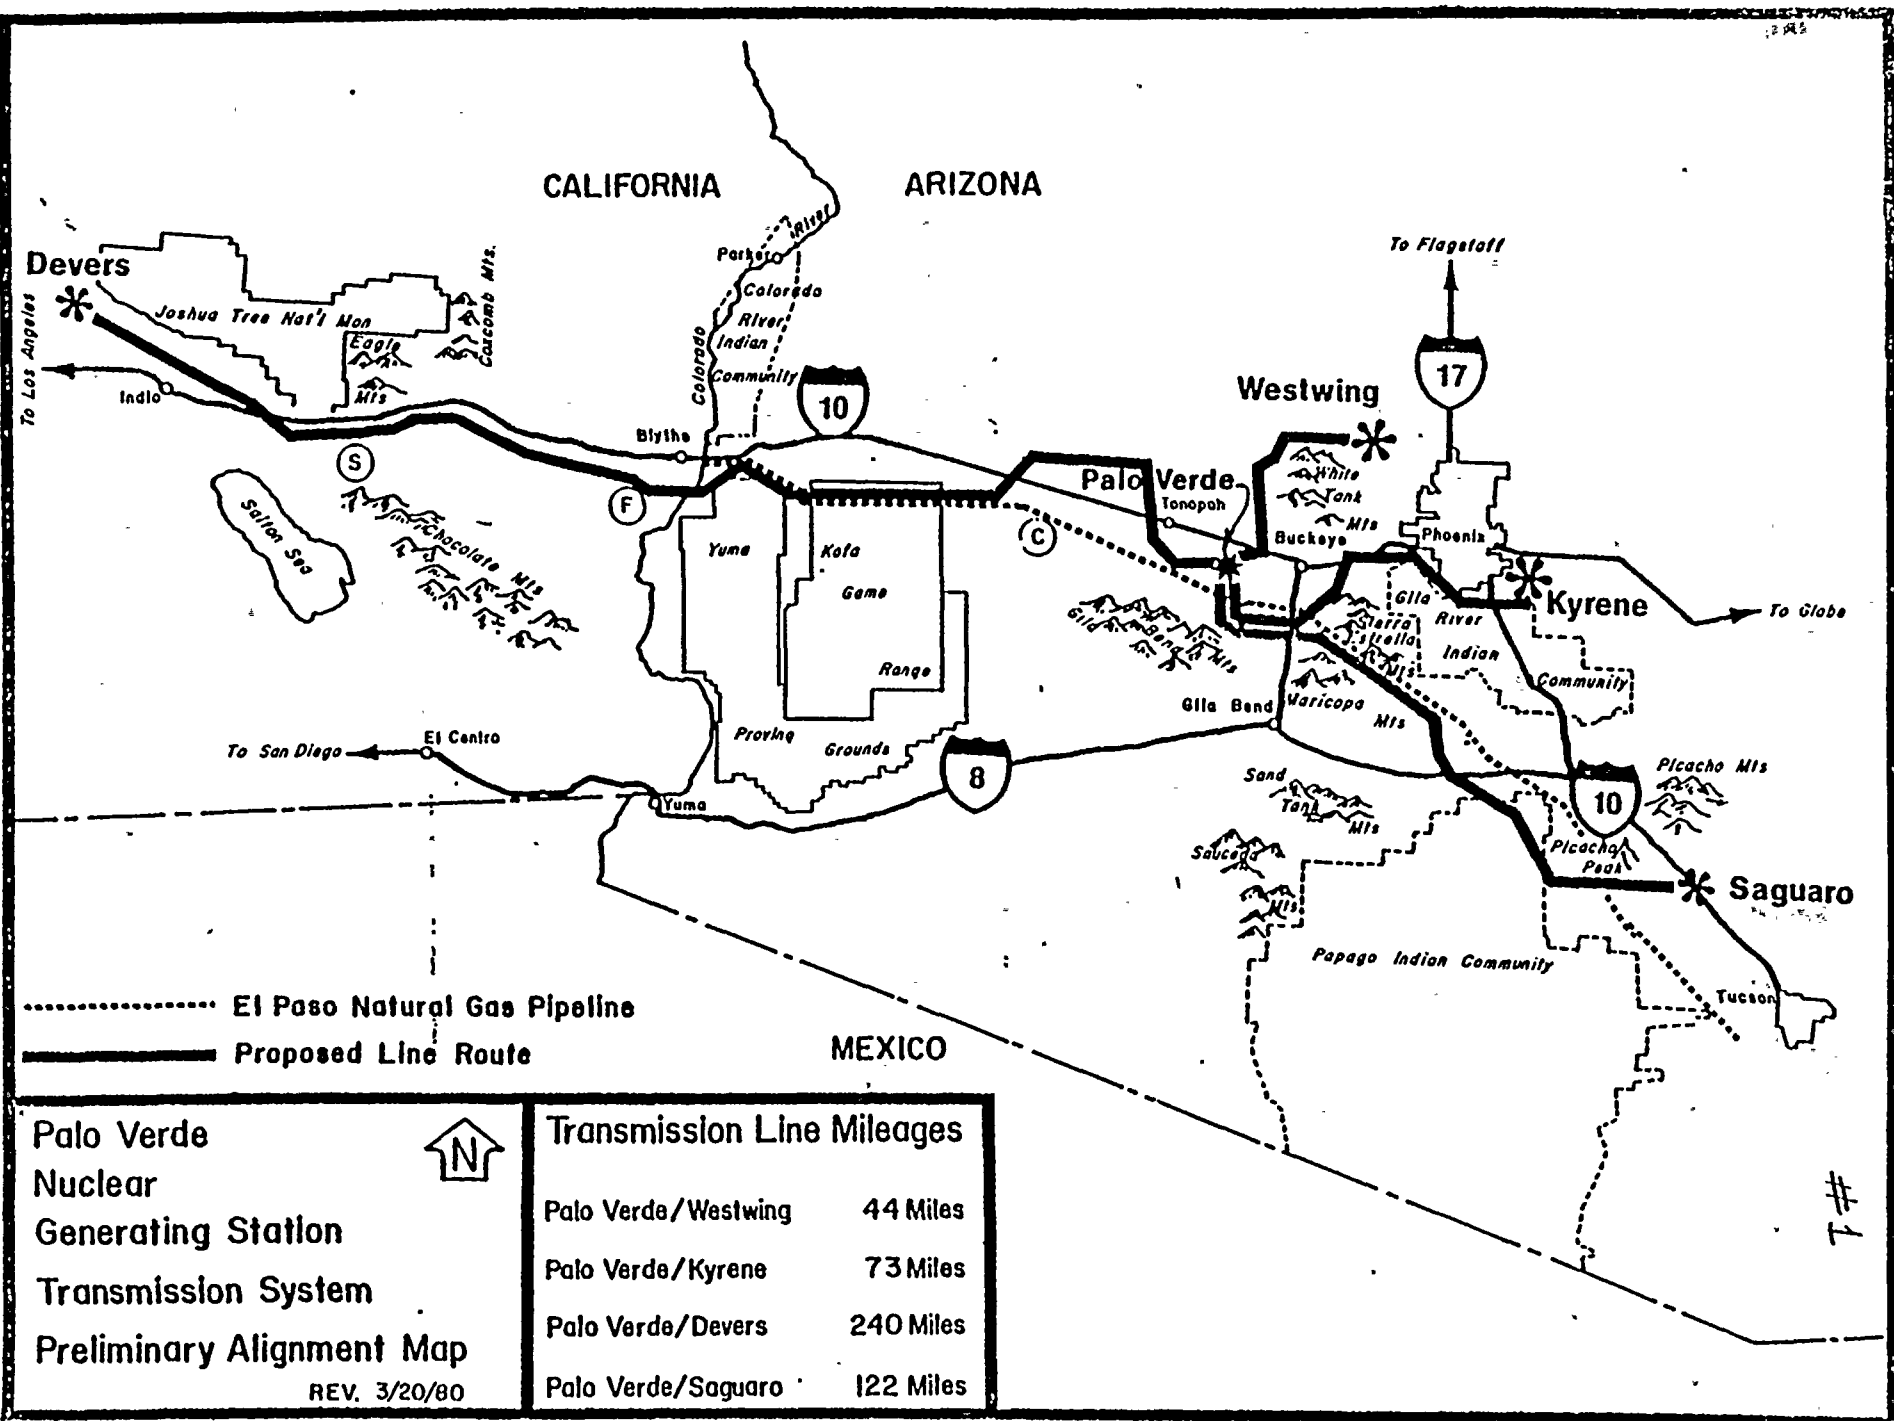 CALIFORNIA
ARIZONA
To Flagstaff
17
Devers
To Los Angeles
Joshua Tree Nat'l Mon
Eagle
Mts
Coxcomb Mts.
Indio
S
Salton Sea
Chocolate Mts
F
Blythe
Parker
River
Colorado
Colorado
River
Indian
Community
10
Westwing
Palo Verde
Tonopah
White
Tank
Mts
Buckeye
Phoenix
C
Yuma
Kofa
Game
Range
Proving
Grounds
Gila Bend Mts
Sierra
Estrella
Mts
Gila
River
Indian
Community
Kyrene
To Globe
Gila Bend
Maricopa
Mts
8
10
To San Diego
El Centro
Yuma
Sand
Tank
Mts
Sauceda
Mts
Picacho Mts
Picacho
Peak
Saguaro
Papago Indian Community
Tucson
MEXICO
El Paso Natural Gas Pipeline
Proposed Line Route
Palo Verde
Nuclear
Generating Station
Transmission System
Preliminary Alignment Map
REV. 3/20/80
N
Transmission Line Mileages
Palo Verde/Westwing 44 Miles
Palo Verde/Kyrene 73 Miles
Palo Verde/Devers 240 Miles
Palo Verde/Saguaro 122 Miles
#1